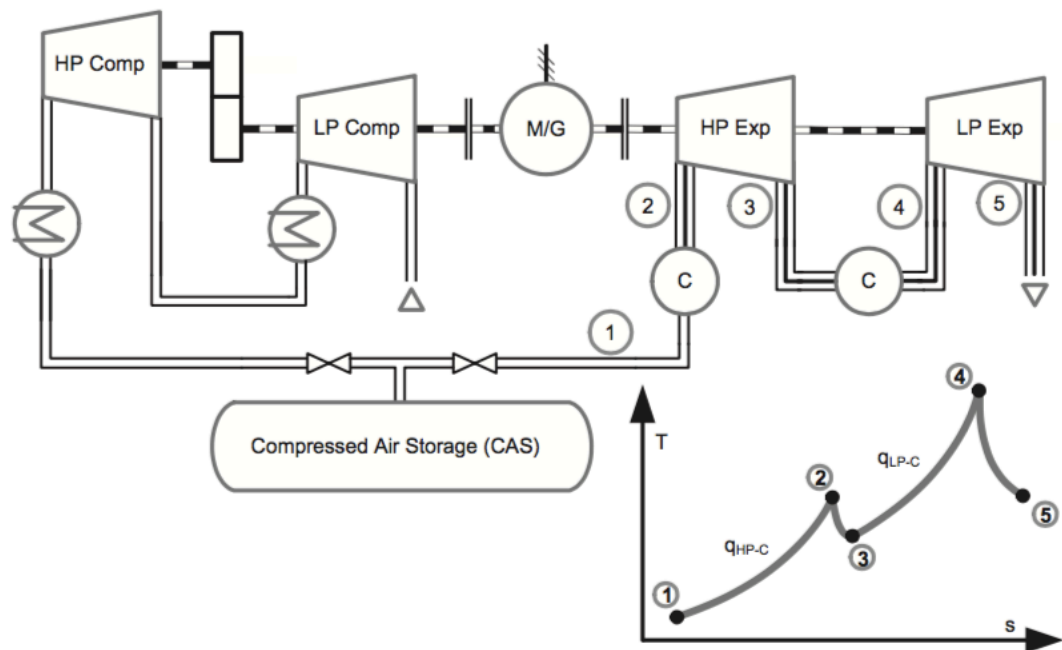 HP Comp
LP Comp
M/G
HP Exp
LP Exp
2
3
4
5
C
C
1
Compressed Air Storage (CAS)
T
4
qLP-C
2
5
qHP-C
3
1
s